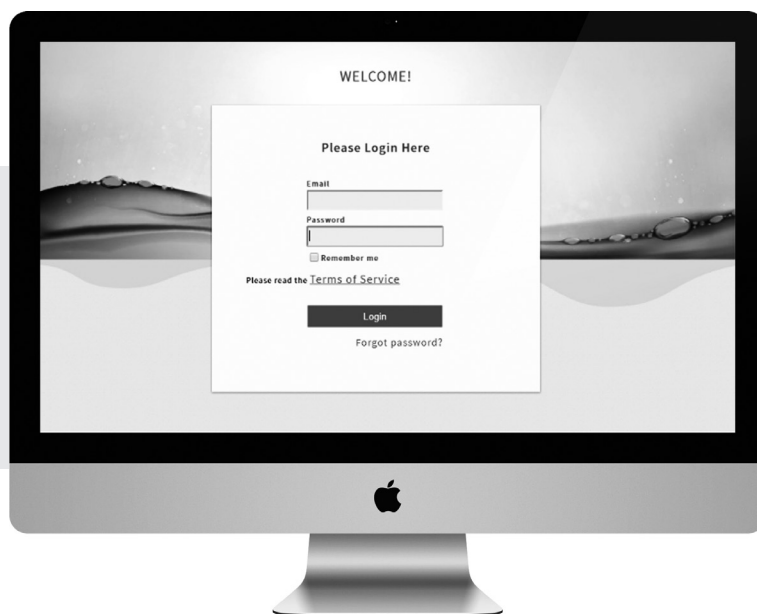 WELCOME!
Please Login Here
Email
Password
Remember me
Please read the Terms of Service
Login
Forgot password?